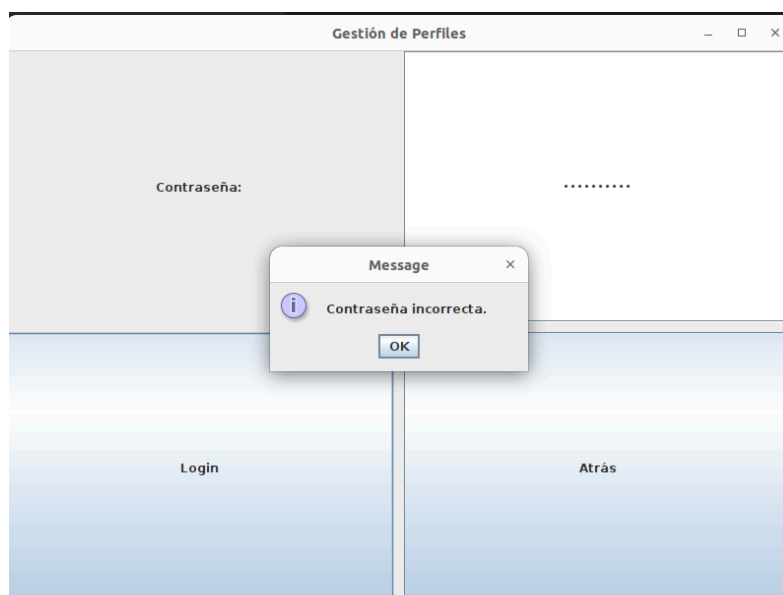 Gestión de Perfiles
Contraseña:
••••••••••
Message
Contraseña incorrecta.
OK
Login
Atrás